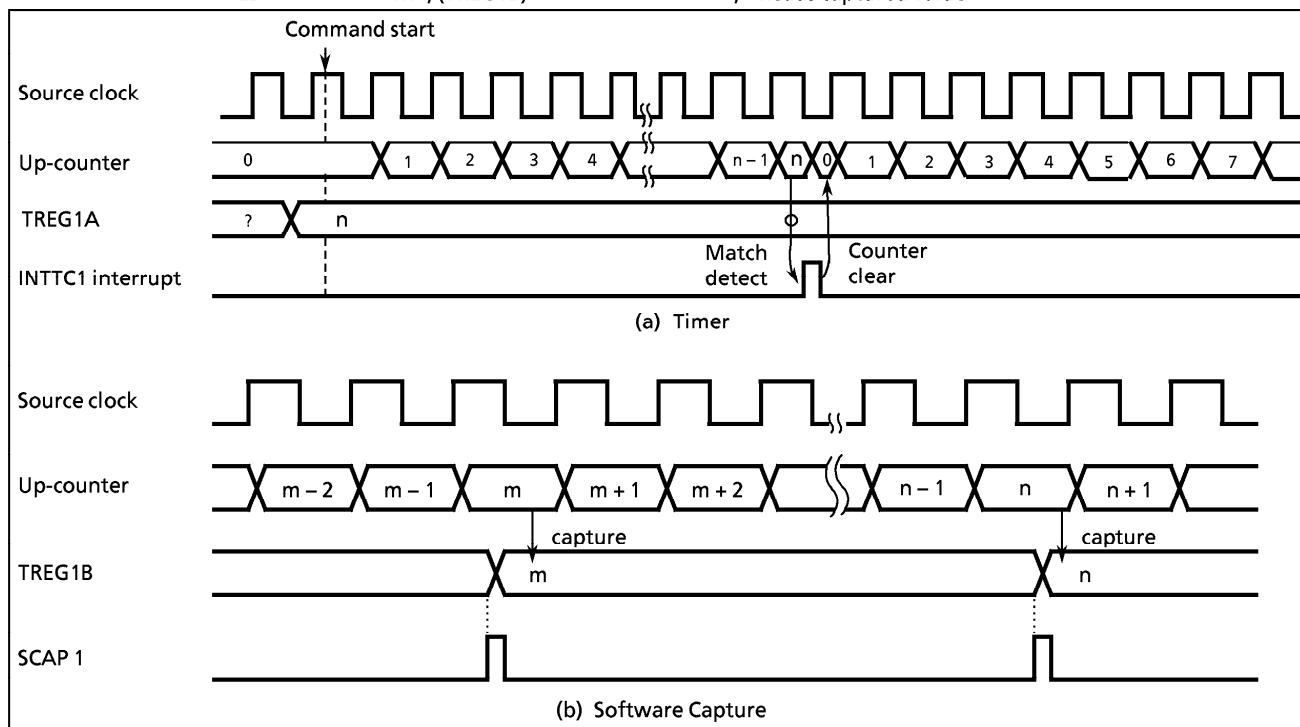 Command start
Source clock
Up-counter 0 1 2 3 4 n – 1 n 0 1 2 3 4 5 6 7
TREG1A ? n
Match detect
Counter clear
INTTC1 interrupt
(a) Timer
Source clock
Up-counter m – 2 m – 1 m m + 1 m + 2 n – 1 n n + 1
capture capture
TREG1B m n
SCAP 1
(b) Software Capture